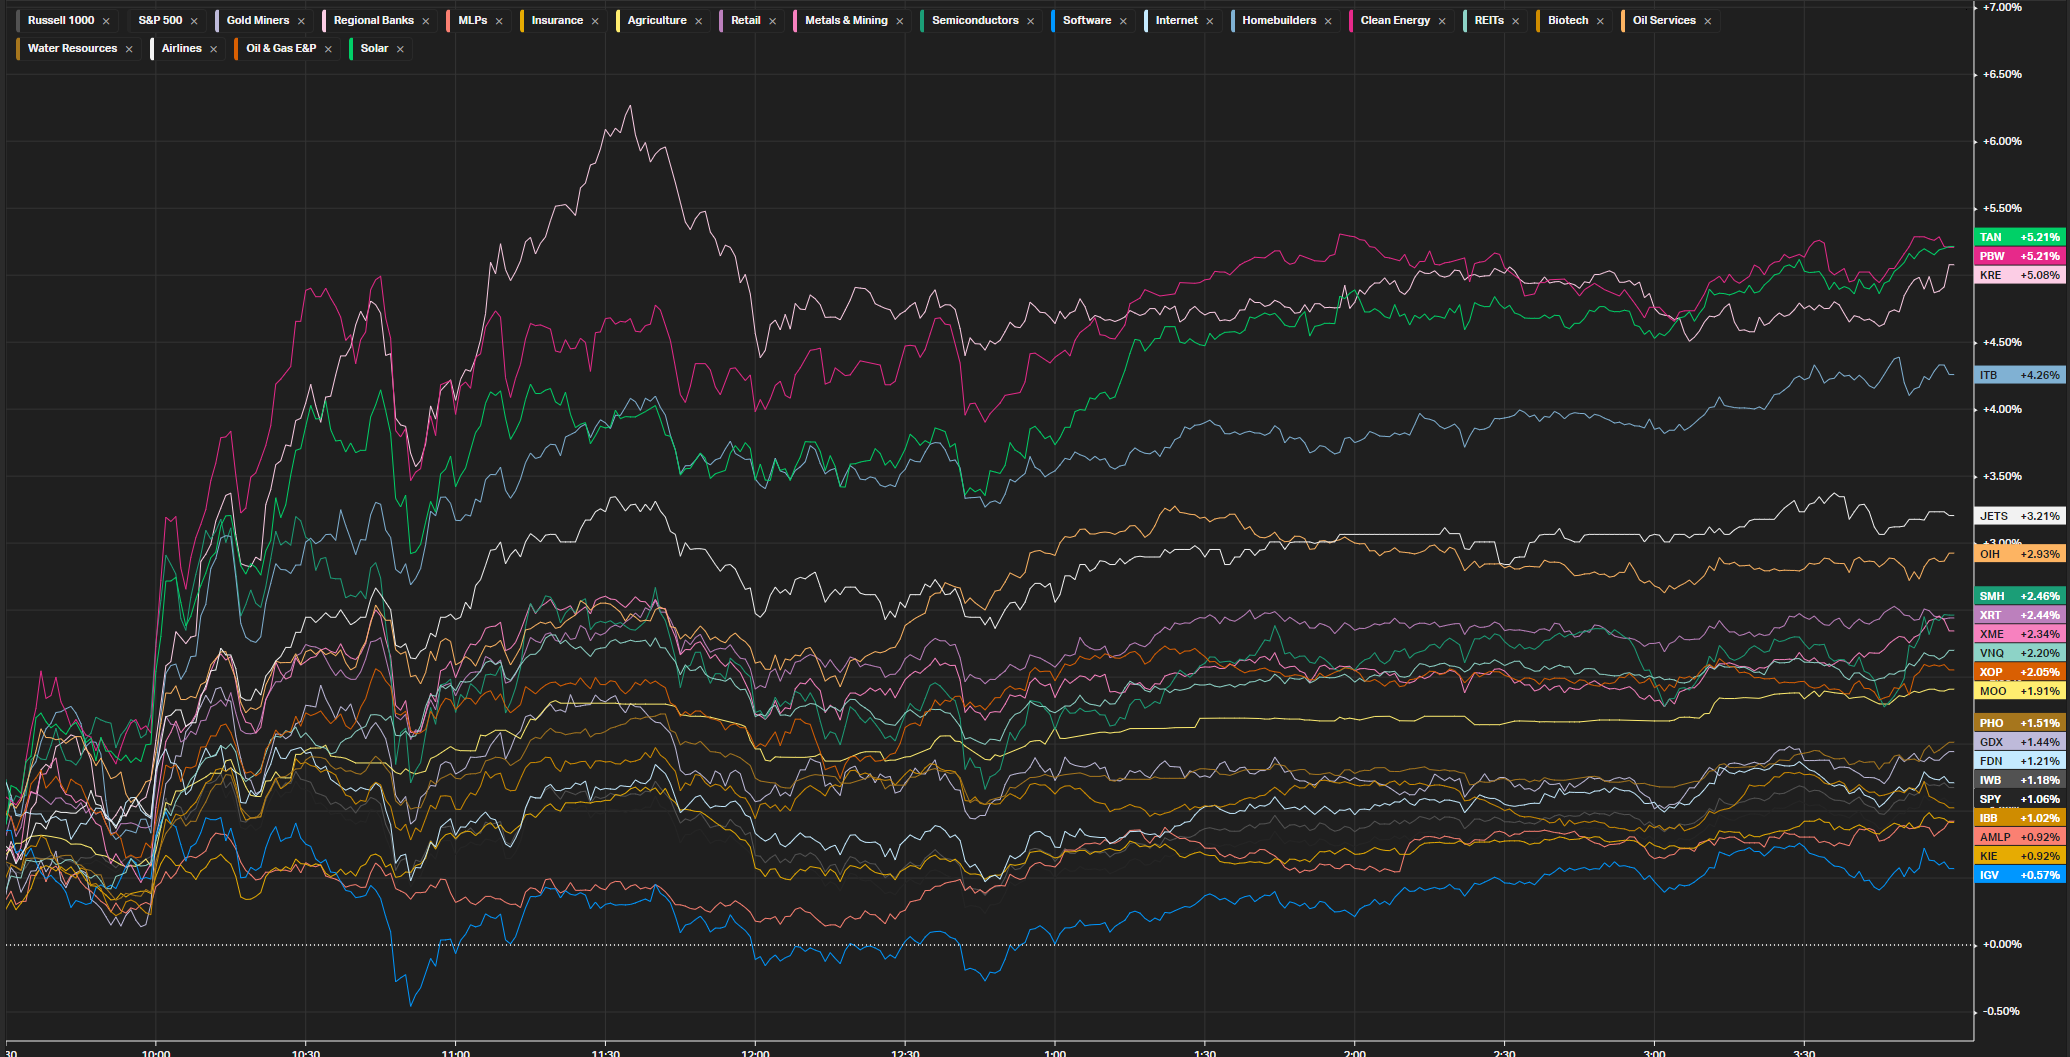 Russell 1000 × S&P 500 × Gold Miners × Regional Banks × MLPs × Insurance × Agriculture × Retail × Metals & Mining × Semiconductors × Software × Internet × Homebuilders × Clean Energy × REITs × Biotech × Oil Services ×
Water Resources × Airlines × Oil & Gas E&P × Solar ×
+7.00%
+6.50%
+6.00%
+5.50%
TAN +5.21%
PBW +5.21%
KRE +5.08%
+4.50%
ITB +4.26%
+4.00%
+3.50%
JETS +3.21%
+3.00%
OIH +2.93%
SMH +2.46%
XRT +2.44%
XME +2.34%
VNQ +2.20%
XOP +2.05%
MOO +1.91%
PHO +1.51%
GDX +1.44%
FDN +1.21%
IWB +1.18%
SPY +1.06%
IBB +1.02%
AMLP +0.92%
KIE +0.92%
IGV +0.57%
+0.00%
-0.50%
30 10:00 10:30 11:00 11:30 12:00 12:30 1:00 1:30 2:00 2:30 3:00 3:30